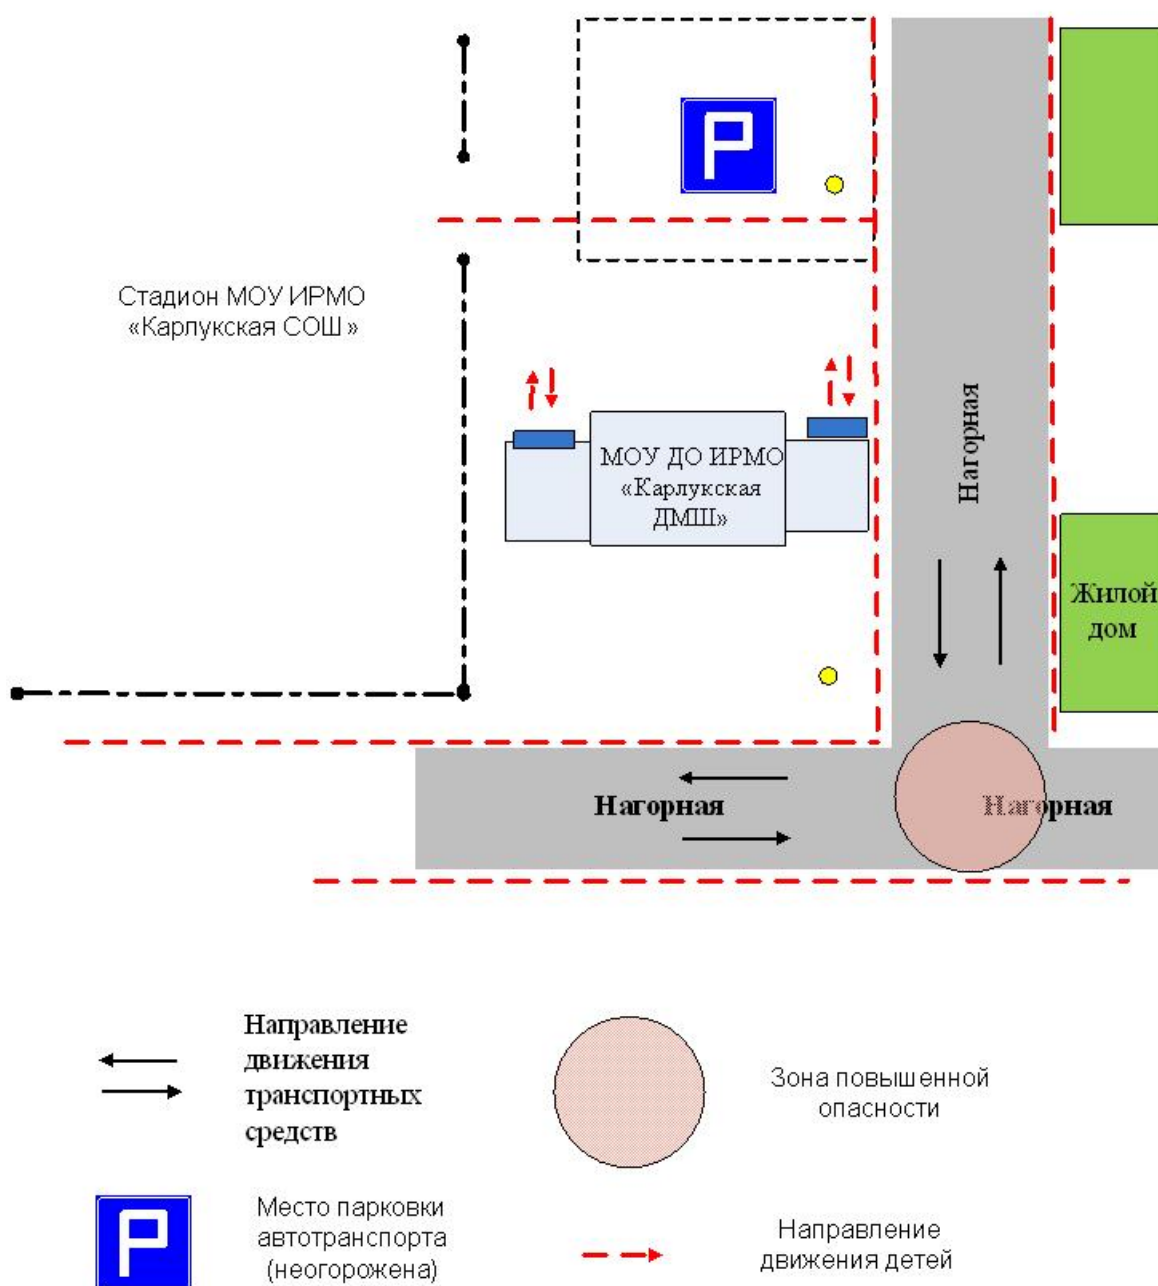 P
Стадион МОУ ИРМО
«Карлукская СОШ»
МОУ ДО ИРМО
«Карлукская
ДМШ»
Нагорная
Жилой
дом
Нагорная
Нагорная
Направление
движения
транспортных
средств
Зона повышенной
опасности
P
Место парковки
автотранспорта
(неогорожена)
Направление
движения детей